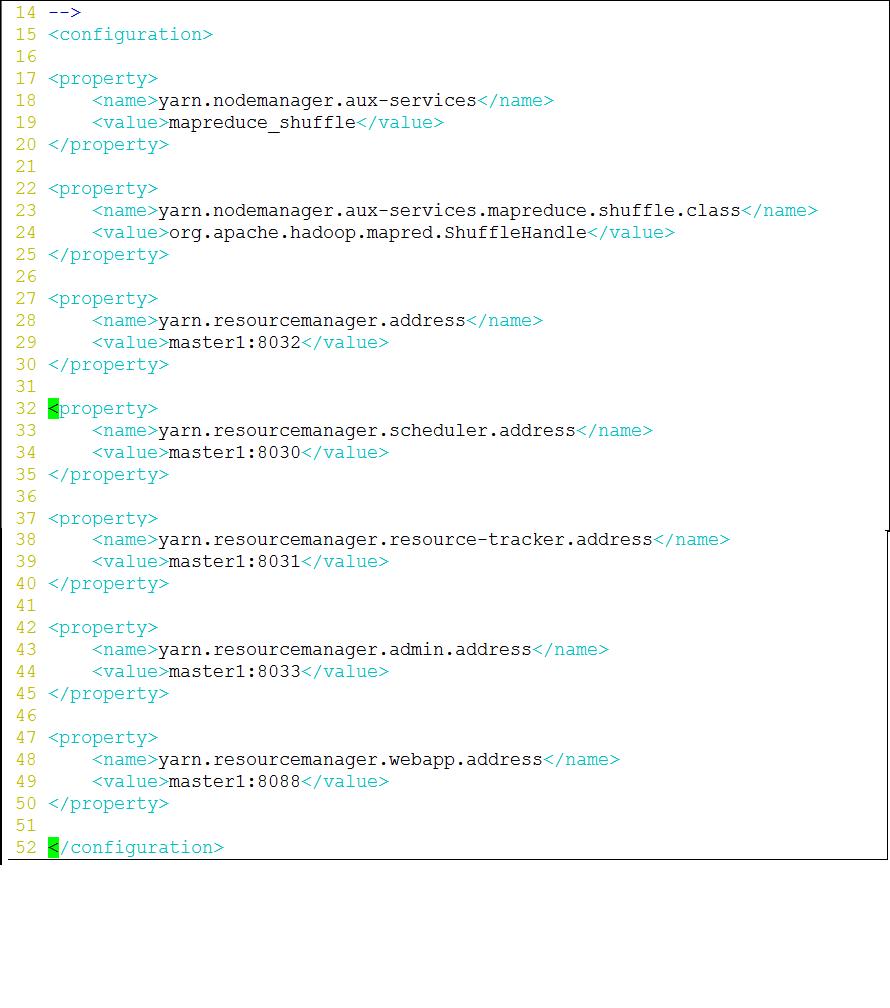 14 -->
15 <configuration>
16
17 <property>
18     <name>yarn.nodemanager.aux-services</name>
19     <value>mapreduce_shuffle</value>
20 </property>
21
22 <property>
23     <name>yarn.nodemanager.aux-services.mapreduce.shuffle.class</name>
24     <value>org.apache.hadoop.mapred.ShuffleHandle</value>
25 </property>
26
27 <property>
28     <name>yarn.resourcemanager.address</name>
29     <value>master1:8032</value>
30 </property>
31
32 <property>
33     <name>yarn.resourcemanager.scheduler.address</name>
34     <value>master1:8030</value>
35 </property>
36
37 <property>
38     <name>yarn.resourcemanager.resource-tracker.address</name>
39     <value>master1:8031</value>
40 </property>
41
42 <property>
43     <name>yarn.resourcemanager.admin.address</name>
44     <value>master1:8033</value>
45 </property>
46
47 <property>
48     <name>yarn.resourcemanager.webapp.address</name>
49     <value>master1:8088</value>
50 </property>
51
52 </configuration>